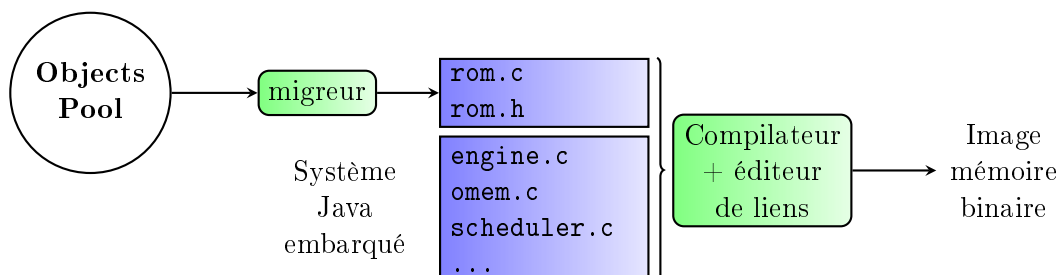 Objects
Pool
migreur
rom.c
rom.h
Système
Java
embarqué
engine.c
omem.c
scheduler.c
...
Compilateur
+ éditeur
de liens
Image
mémoire
binaire